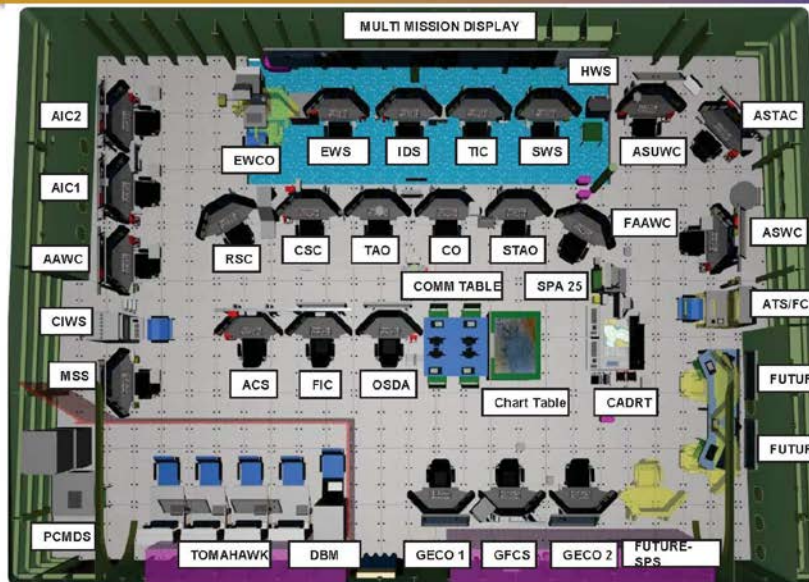 MULTI MISSION DISPLAY
HWS
AIC2
ASTAC
EWCO
EWS
IDS
TIC
SWS
ASUWC
AIC1
FAAWC
ASWC
AAWC
RSC
CSC
TAO
CO
STAO
COMM TABLE
SPA 25
ATS/FC
CIWS
MSS
ACS
FIC
OSDA
Chart Table
CADRT
FUTUR
FUTUR
PCMDS
TOMAHAWK
DBM
GECO 1
GFCS
GECO 2
FUTURE-
SPS